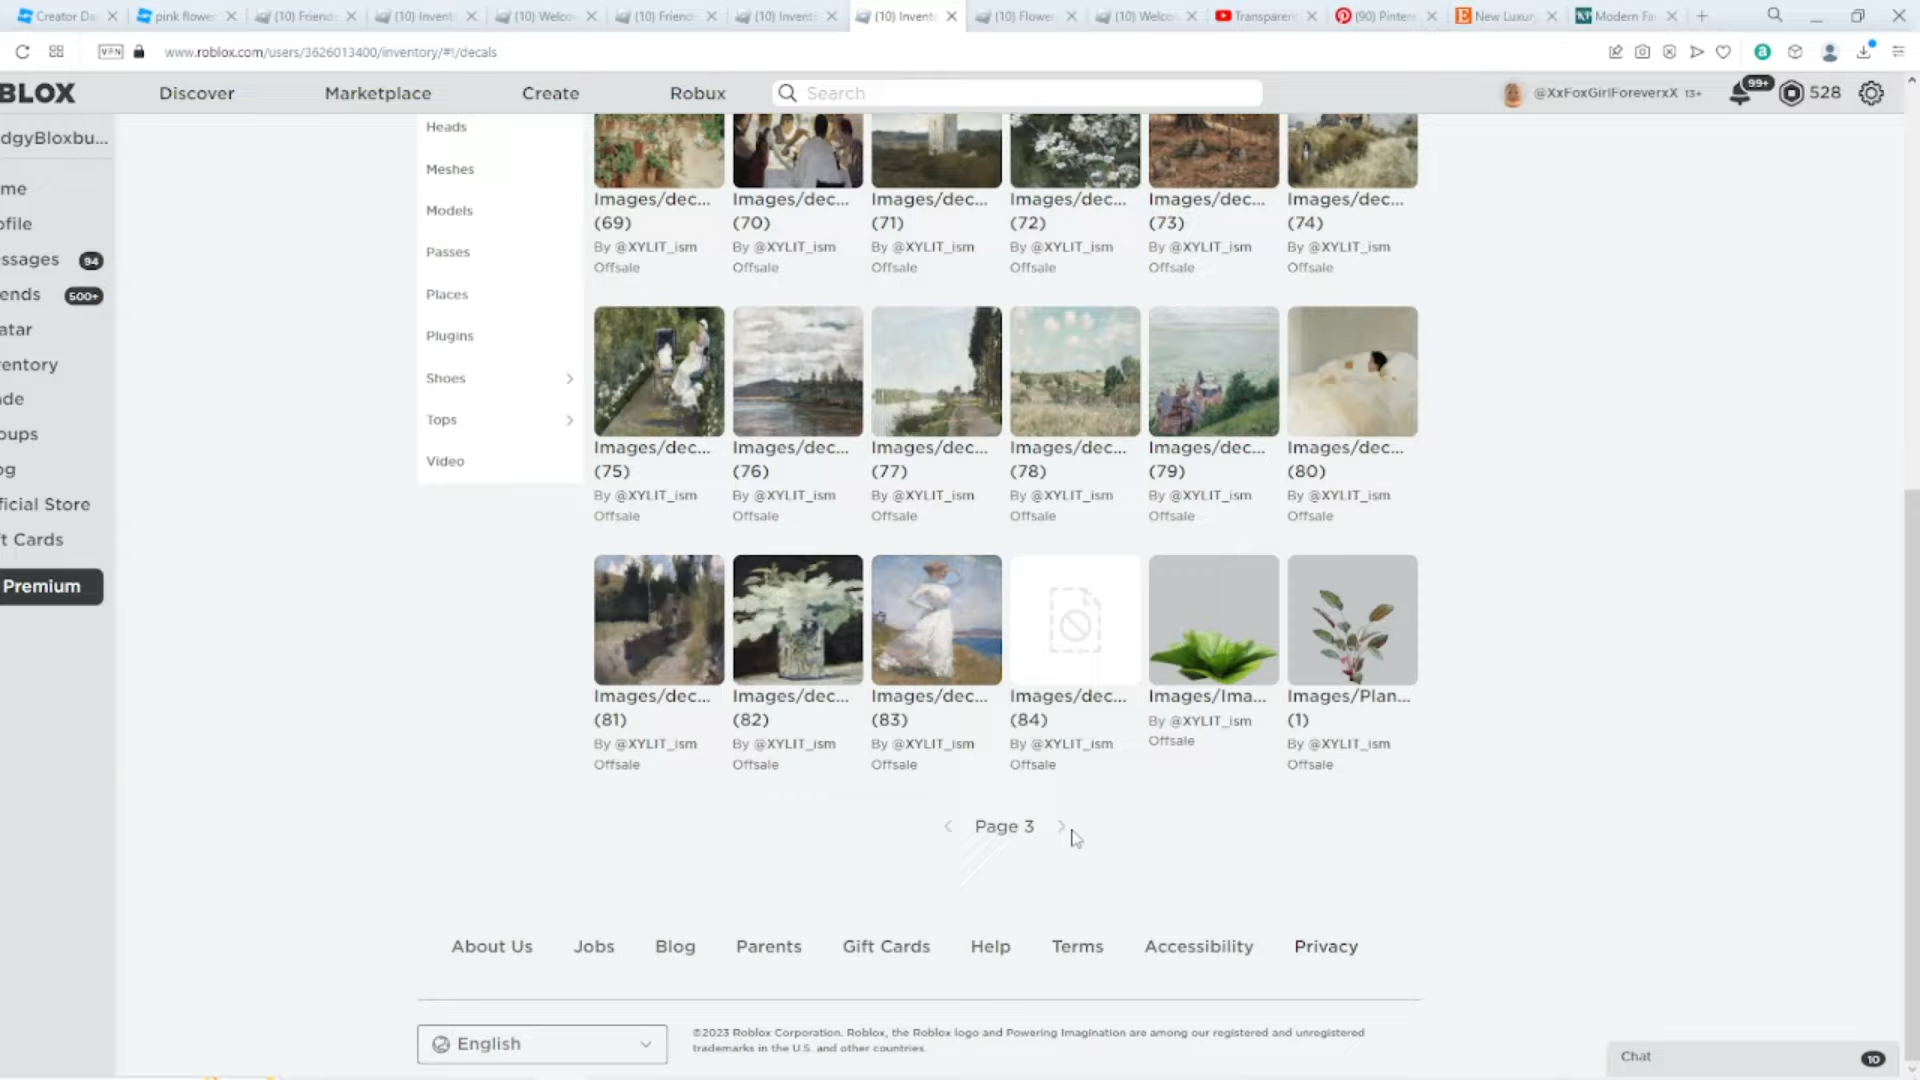 Creator Da
pink flower
(10) Friend
(10) Invent
(10) Welco
(10) Friend
(10) Invent
(10) Invent
(10) Flower
(10) Welco
Transparen
(90) Pinter
New Luxur
Modern Fa
VPN
www.roblox.com/users/3626013400/inventory/#!/decals
BLOX
Discover
Marketplace
Create
Robux
Search
@XxFoxGirlForeverxX 13+
99+
528
dgyBloxbu...
me
ofile
ssages 94
ends 500+
atar
entory
de
oups
og
ficial Store
t Cards
Premium
Heads
Meshes
Models
Passes
Places
Plugins
Shoes
Tops
Video
Images/dec... Images/dec... Images/dec... Images/dec... Images/dec... Images/dec...
(69) (70) (71) (72) (73) (74)
By @XYLIT_ism By @XYLIT_ism By @XYLIT_ism By @XYLIT_ism By @XYLIT_ism By @XYLIT_ism
Offsale Offsale Offsale Offsale Offsale Offsale
Images/dec... Images/dec... Images/dec... Images/dec... Images/dec... Images/dec...
(75) (76) (77) (78) (79) (80)
By @XYLIT_ism By @XYLIT_ism By @XYLIT_ism By @XYLIT_ism By @XYLIT_ism By @XYLIT_ism
Offsale Offsale Offsale Offsale Offsale Offsale
Images/dec... Images/dec... Images/dec... Images/dec... Images/Ima... Images/Plan...
(81) (82) (83) (84) By @XYLIT_ism (1)
By @XYLIT_ism By @XYLIT_ism By @XYLIT_ism By @XYLIT_ism Offsale By @XYLIT_ism
Offsale Offsale Offsale Offsale Offsale
Page 3
About Us Jobs Blog Parents Gift Cards Help Terms Accessibility Privacy
English
©2023 Roblox Corporation. Roblox, the Roblox logo and Powering Imagination are among our registered and unregistered
trademarks in the U.S. and other countries.
Chat 10